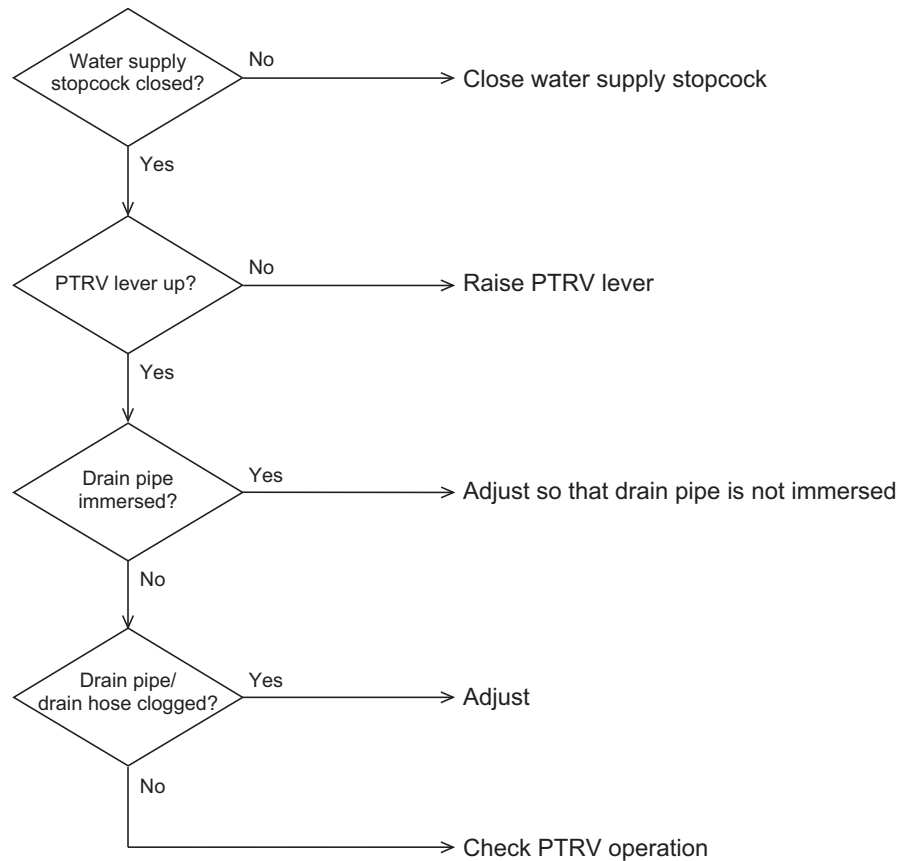 Water supply
stopcock closed?
No
Close water supply stopcock
Yes
PTRV lever up?
No
Raise PTRV lever
Yes
Drain pipe
immersed?
Yes
Adjust so that drain pipe is not immersed
No
Drain pipe/
drain hose clogged?
Yes
Adjust
No
Check PTRV operation